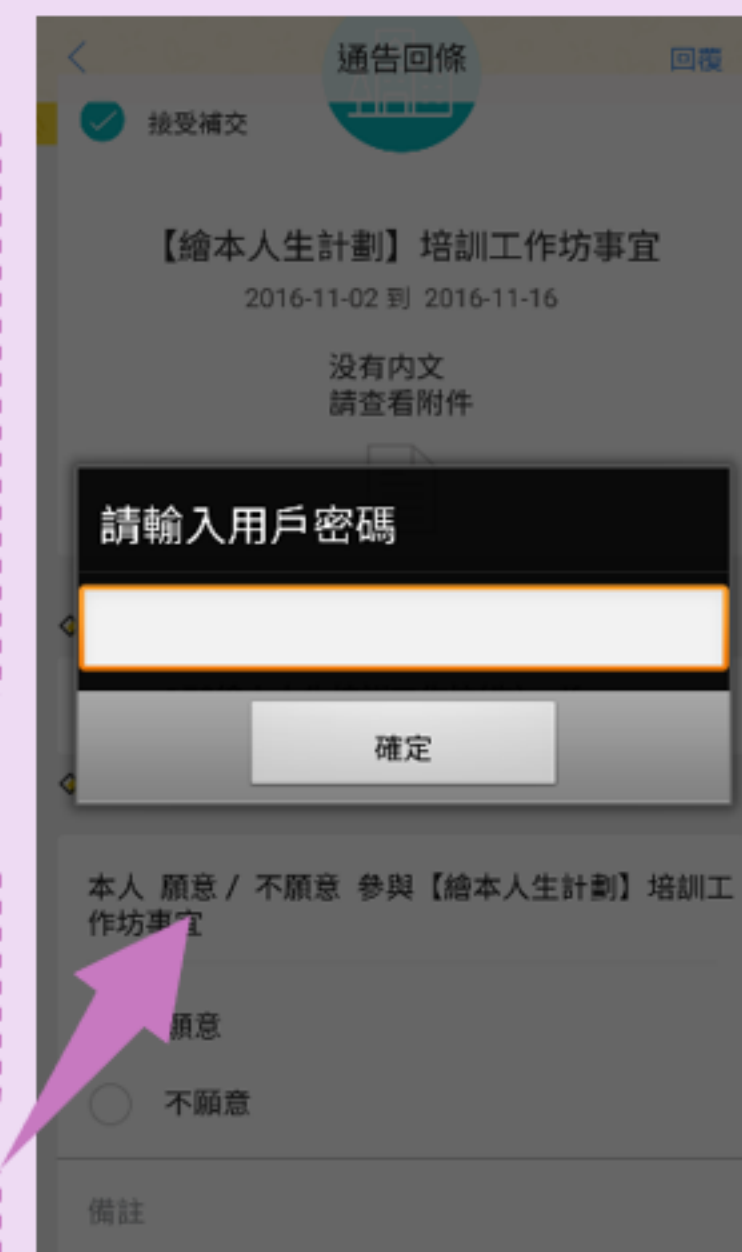 通告回條
回覆
接受補交
【繪本人生計劃】培訓工作坊事宜
2016-11-02 到 2016-11-16
没有内文
請查看附件
請輸入用戶密碼
確定
本人 願意 / 不願意 參與【繪本人生計劃】培訓工
作坊事宜
願意
不願意
備註